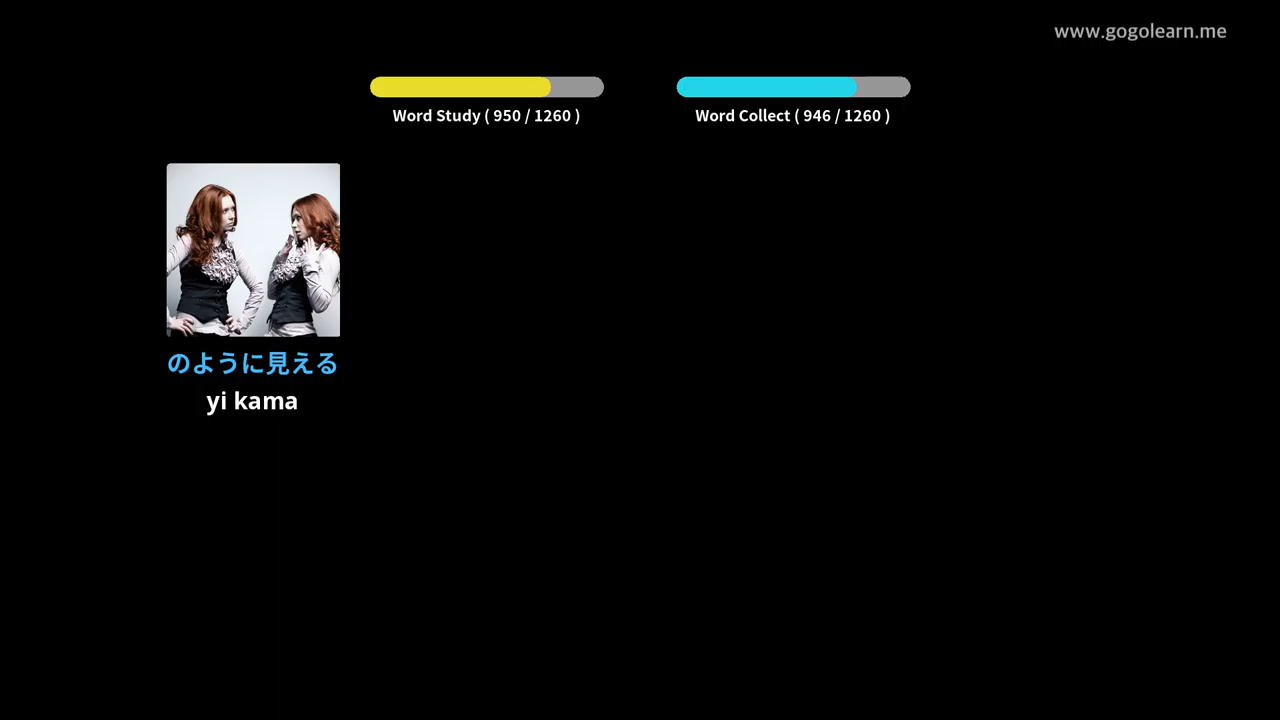 www.gogolearn.me
Word Study ( 950 / 1260 )
Word Collect ( 946 / 1260 )
のように見える
yi kama